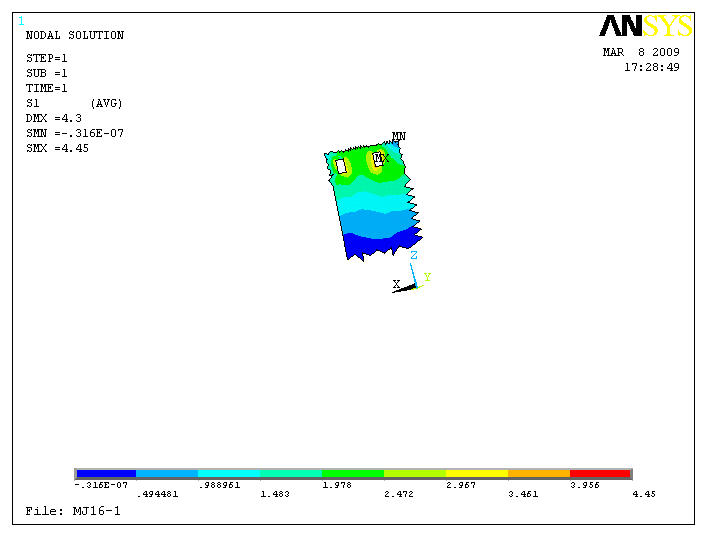 1
NODAL SOLUTION
STEP=1
SUB =1
TIME=1
S1 (AVG)
DMX =4.3
SMN =-.316E-07
SMX =4.45
ANSYS
MAR 8 2009
17:28:49
MN
MX
Z
Y
X
-.316E-07 .988961 1.978 2.967 3.956
.494481 1.483 2.472 3.461 4.45
File: MJ16-1